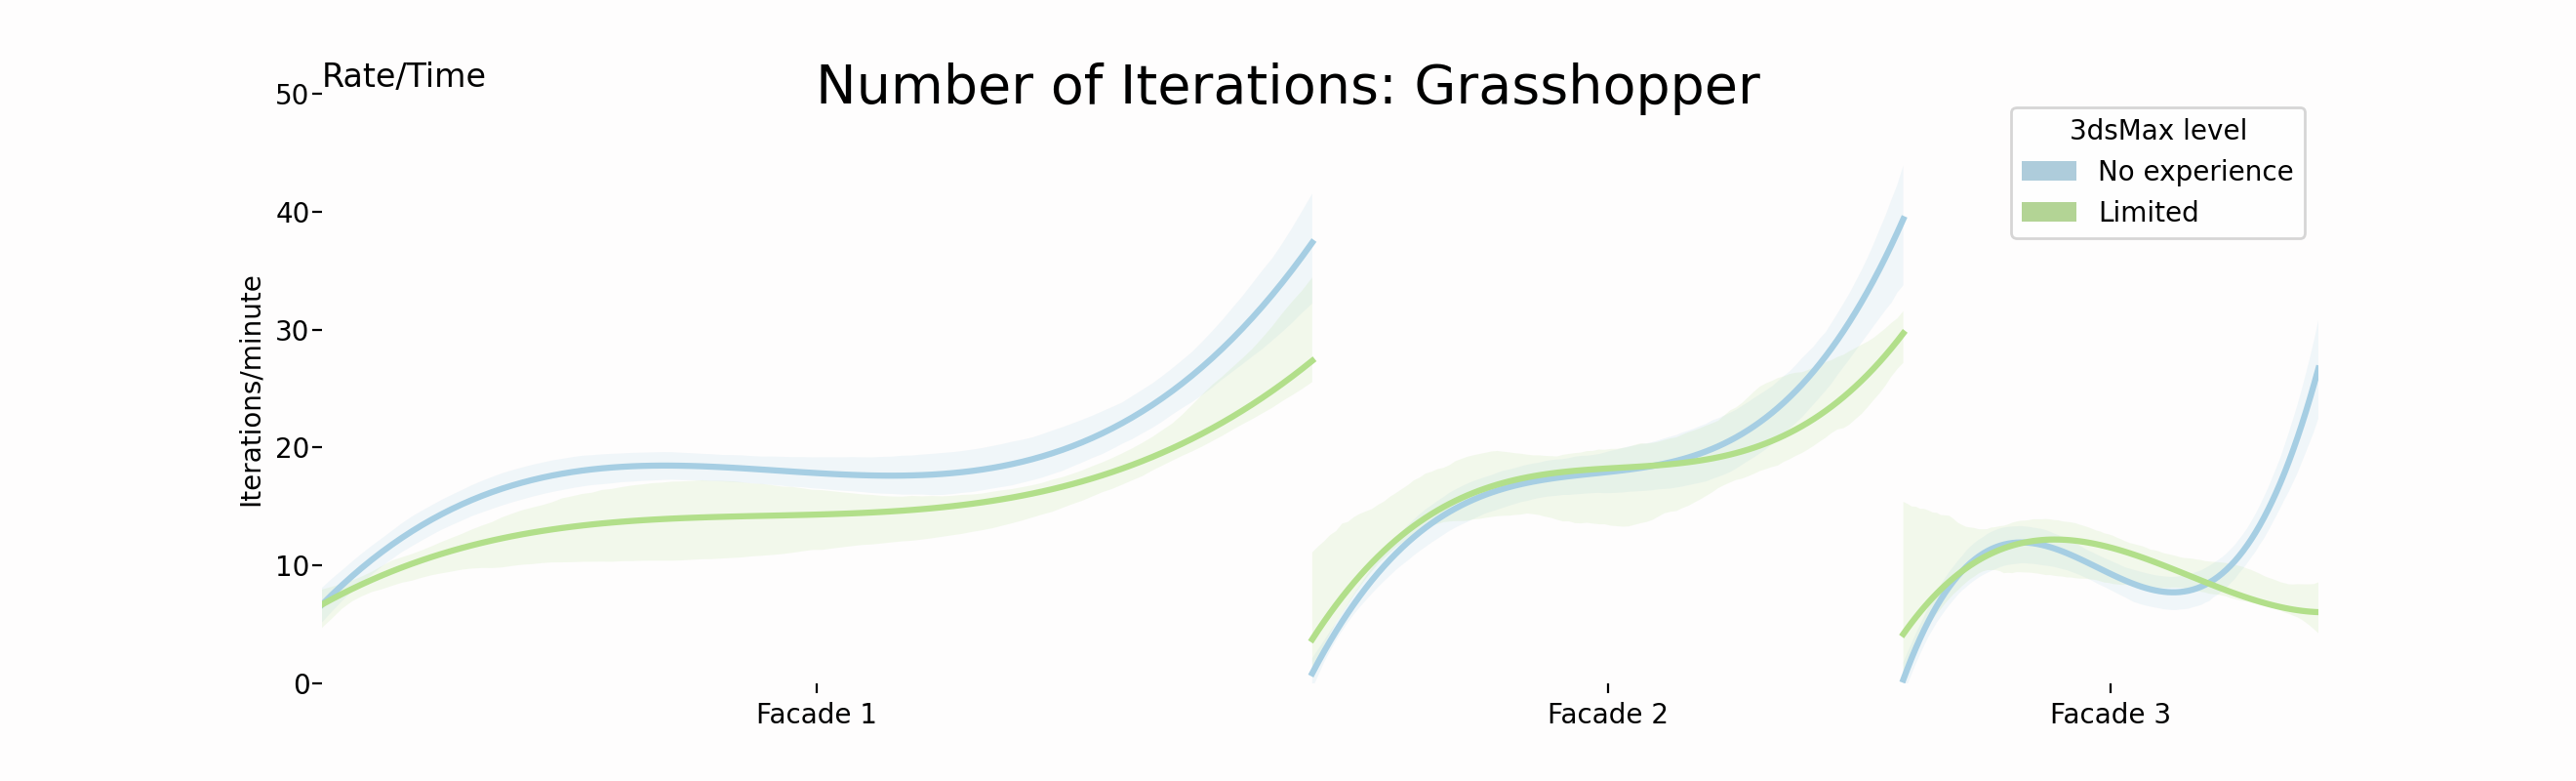 Rate/Time
Number of Iterations: Grasshopper
50
40
30
20
10
0
Iterations/minute
3dsMax level
No experience
Limited
Facade 1
Facade 2
Facade 3